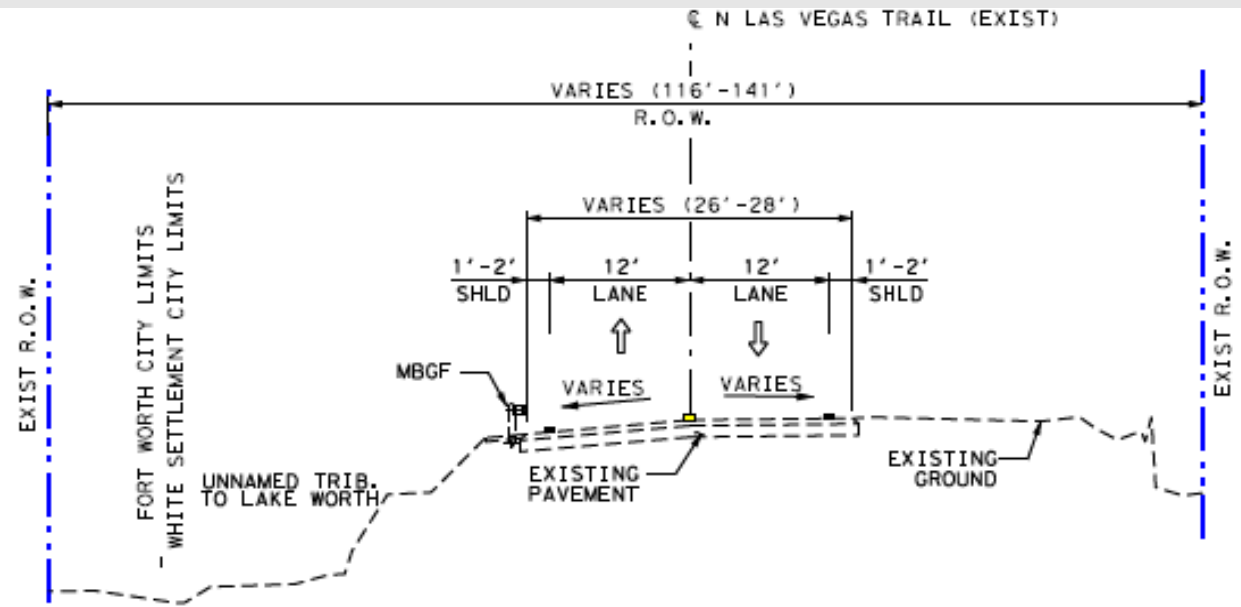 ℄ N LAS VEGAS TRAIL (EXIST)
VARIES (116'-141')
R.O.W.
VARIES (26'-28')
1'-2'
SHLD
12'
LANE
12'
LANE
1'-2'
SHLD
EXIST R.O.W.
FORT WORTH CITY LIMITS
WHITE SETTLEMENT CITY LIMITS
EXIST R.O.W.
MBGF
VARIES
VARIES
UNNAMED TRIB.
TO LAKE WORTH
EXISTING
PAVEMENT
EXISTING
GROUND